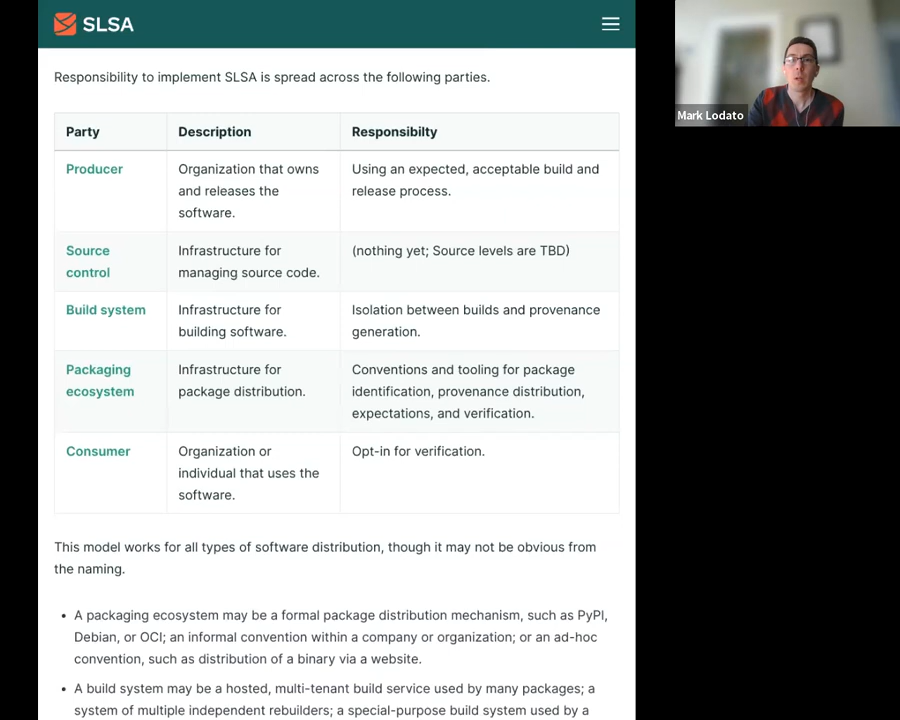 SLSA
Mark Lodato
Responsibility to implement SLSA is spread across the following parties.
Party Description Responsibilty
Producer Organization that owns Using an expected, acceptable build and
and releases the release process.
software.
Source Infrastructure for (nothing yet; Source levels are TBD)
control managing source code.
Build system Infrastructure for Isolation between builds and provenance
building software. generation.
Packaging Infrastructure for Conventions and tooling for package
ecosystem package distribution. identification, provenance distribution,
expectations, and verification.
Consumer Organization or Opt-in for verification.
individual that uses the
software.
This model works for all types of software distribution, though it may not be obvious from
the naming.
• A packaging ecosystem may be a formal package distribution mechanism, such as PyPI,
Debian, or OCI; an informal convention within a company or organization; or an ad-hoc
convention, such as distribution of a binary via a website.
• A build system may be a hosted, multi-tenant build service used by many packages; a
system of multiple independent rebuilders; a special-purpose build system used by a